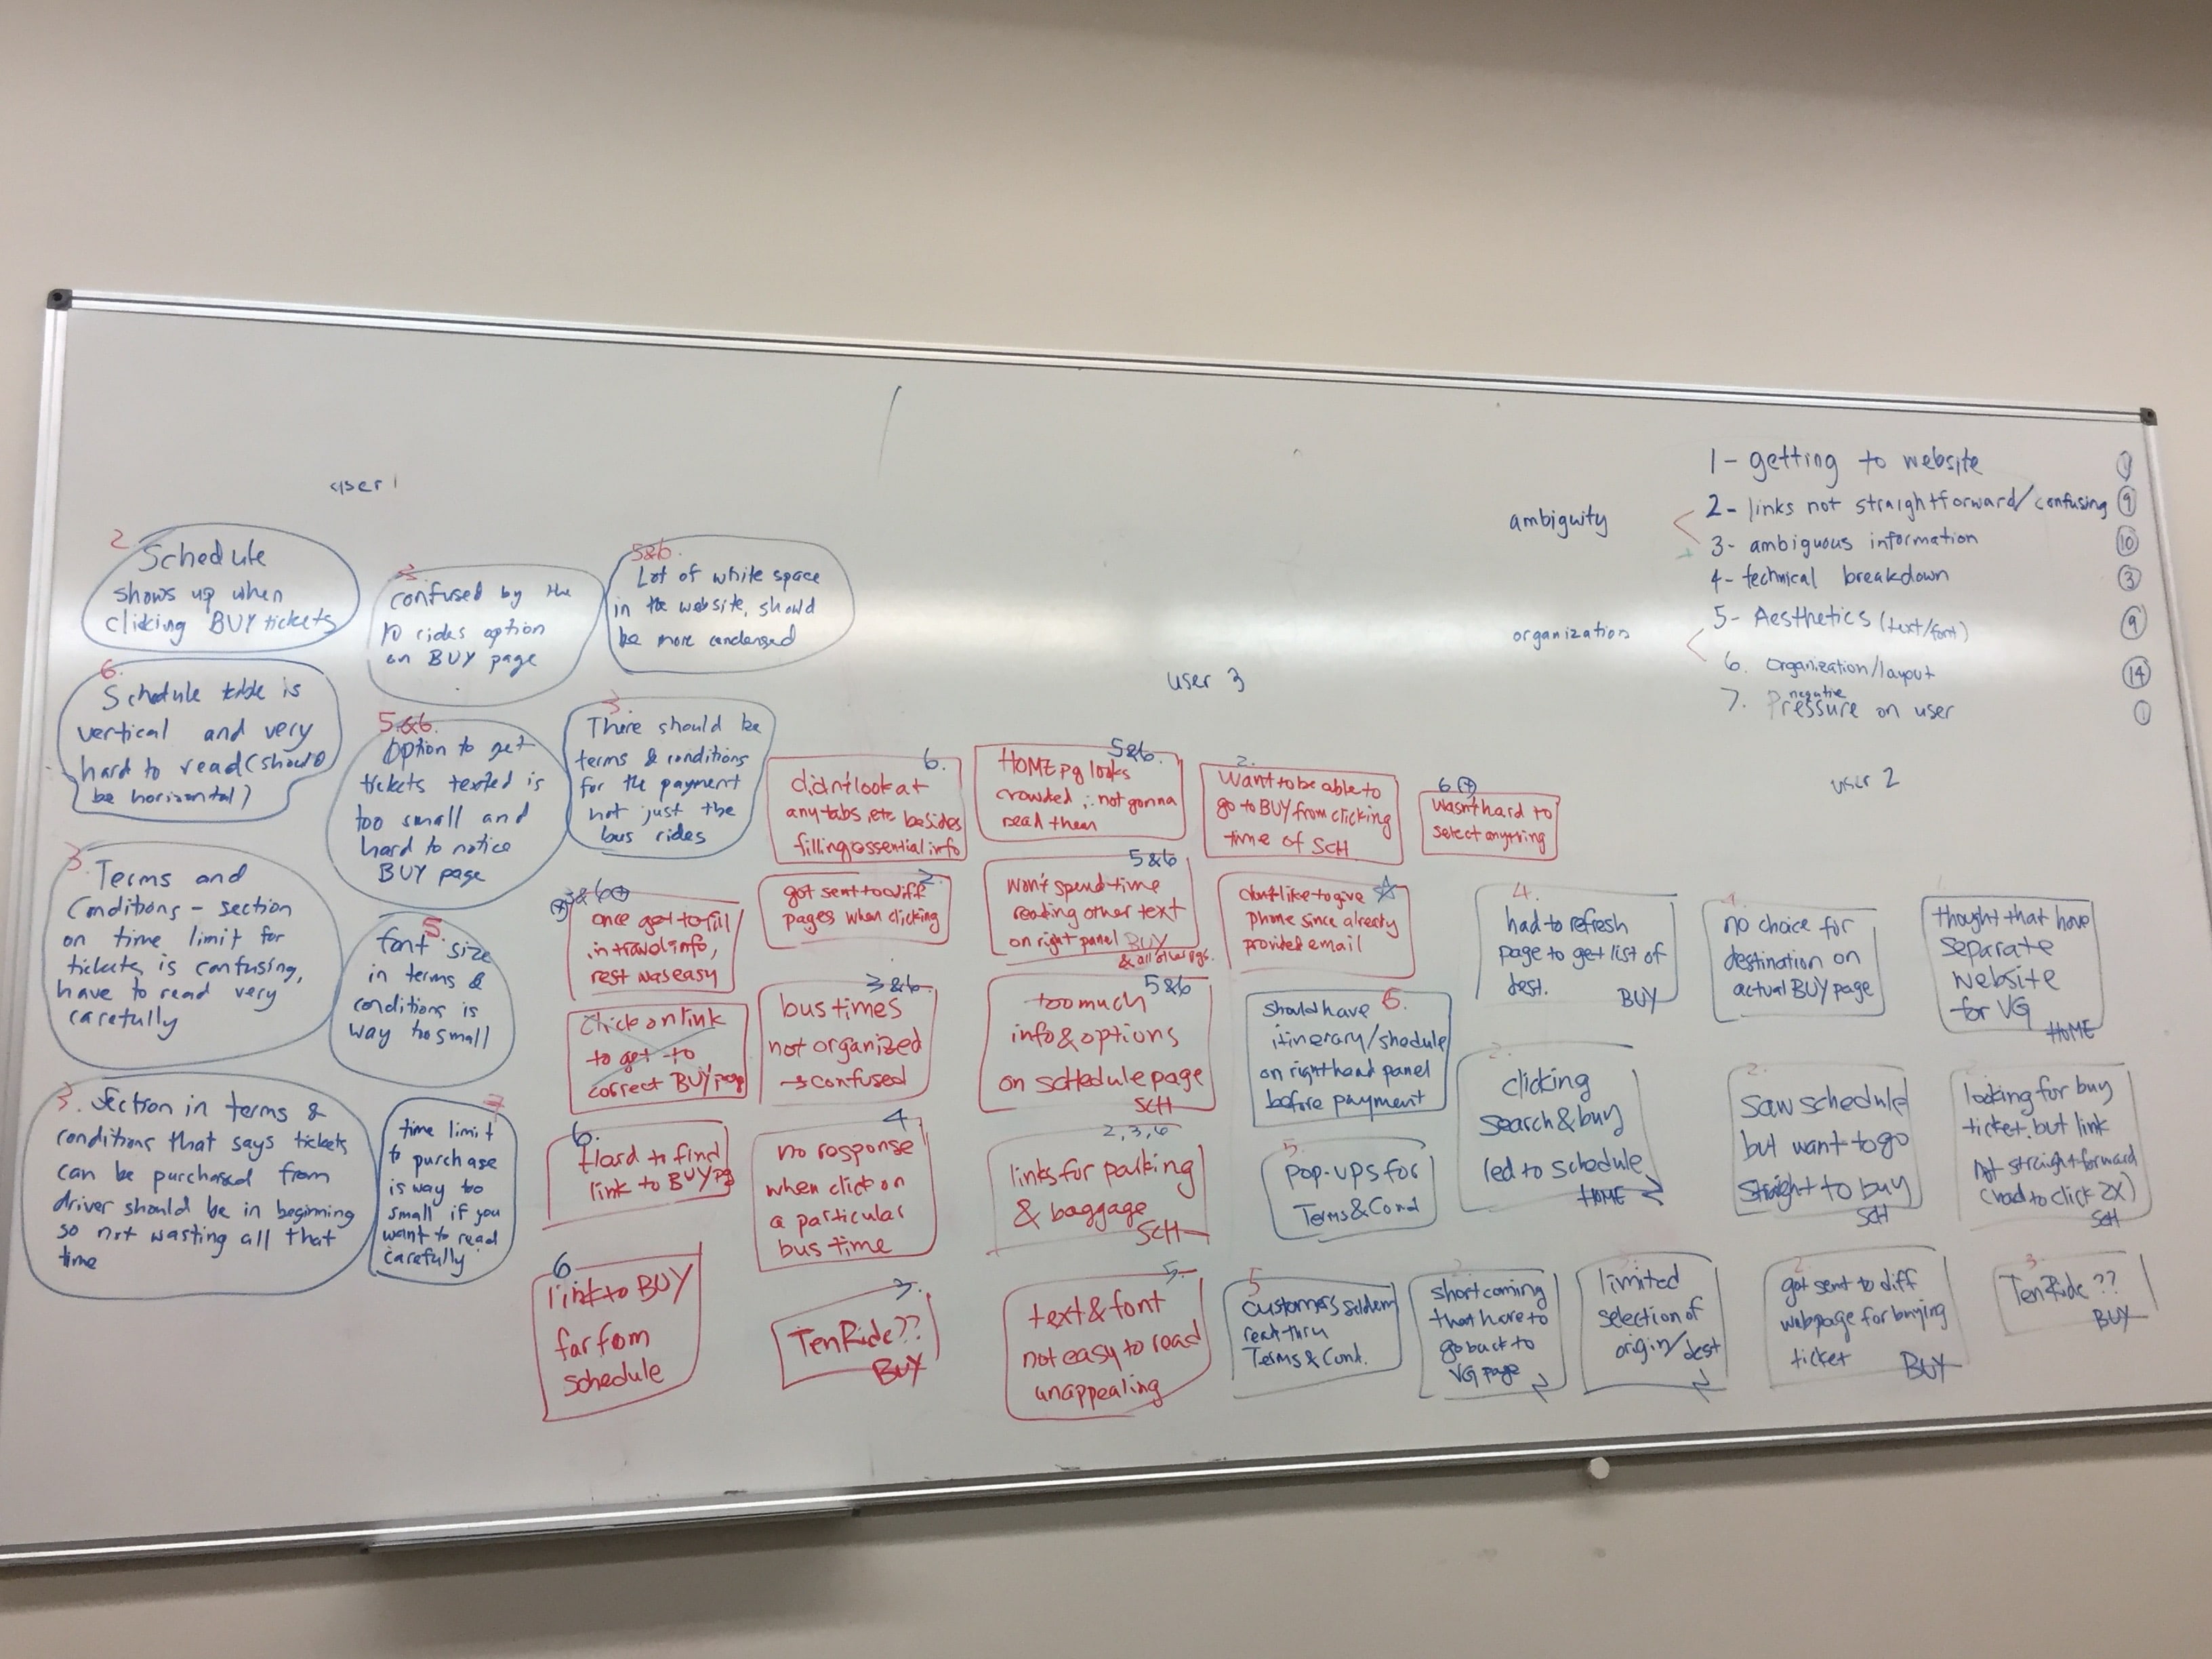 user 1
2
Schedule
shows up when
clicking BUY tickets
confused by the
10 rides option
on BUY page
5&6.
Lot of white space
in the website, should
be more condensed
6.
Schedule table is
vertical and very
hard to read (should
be horizontal)
5&6.
Option to get
tickets texted is
too small and
hard to notice
BUY page
3.
There should be
terms & conditions
for the payment
not just the
bus rides
3.
Terms and
Conditions - section
on time limit for
tickets is confusing,
have to read very
carefully
5.
font size
in terms &
conditions is
way too small
3.
Section in terms &
conditions that says tickets
can be purchased from
driver should be in beginning
so not wasting all that
time
7
time limit
to purchase
is way too
small if you
want to read
carefully
user 3
6.
didn't look at
any tabs, etc besides
filling essential info
5&6.
HOME pg looks
crowded ∴ not gonna
read them
2.
Want to be able to
go to BUY from clicking
time of SCH
6 (+)
wasn't hard to
select anything
3&6 (+)
once get to fill
in travel info,
rest was easy
2.
got sent to diff
pages when clicking
5&6
won't spend time
reading other text
on right panel BUY
& all other pgs.
don't like to give
phone since already
provided email
click on link
to get to
correct BUY page
3&6.
bus times
not organized
→ confused
5&6
too much
info & options
on schedule page
SCH
6.
should have
itinerary/shedule
on righthand panel
before payment
6.
Hard to find
link to BUY pg
4
no response
when click on
a particular
bus time
2,3,6
links for parking
& baggage
SCH
5.
Pop-ups for
Terms & Cond
6
link to BUY
far from
schedule
3.
TenRide??
BUY
5.
text & font
not easy to read
unappealing
5
customers seldom
read thru
Terms & Cond.
user 2
4.
had to refresh
page to get list of
dest.
BUY
no choice for
destination on
actual BUY page
thought that have
separate
website
for VG
HOME
2.
clicking
search & buy
led to schedule
HOME
2.
saw schedule
but want to go
straight to buy
SCH
looking for buy
ticket, but link
not straightforward
(had to click 2X)
SCH
short coming
that have to
go back to
VG page
limited
selection of
origin/dest
2.
got sent to diff
webpage for buying
ticket
BUY
3.
TenRide??
BUY
1 - getting to website
ambiguity
2 - links not straightforward/confusing 9
3 - ambiguous information 10
4 - technical breakdown 3
organization
5 - Aesthetics (text/font) 9
6. Organization/layout 14
negative
7. Pressure on user 1